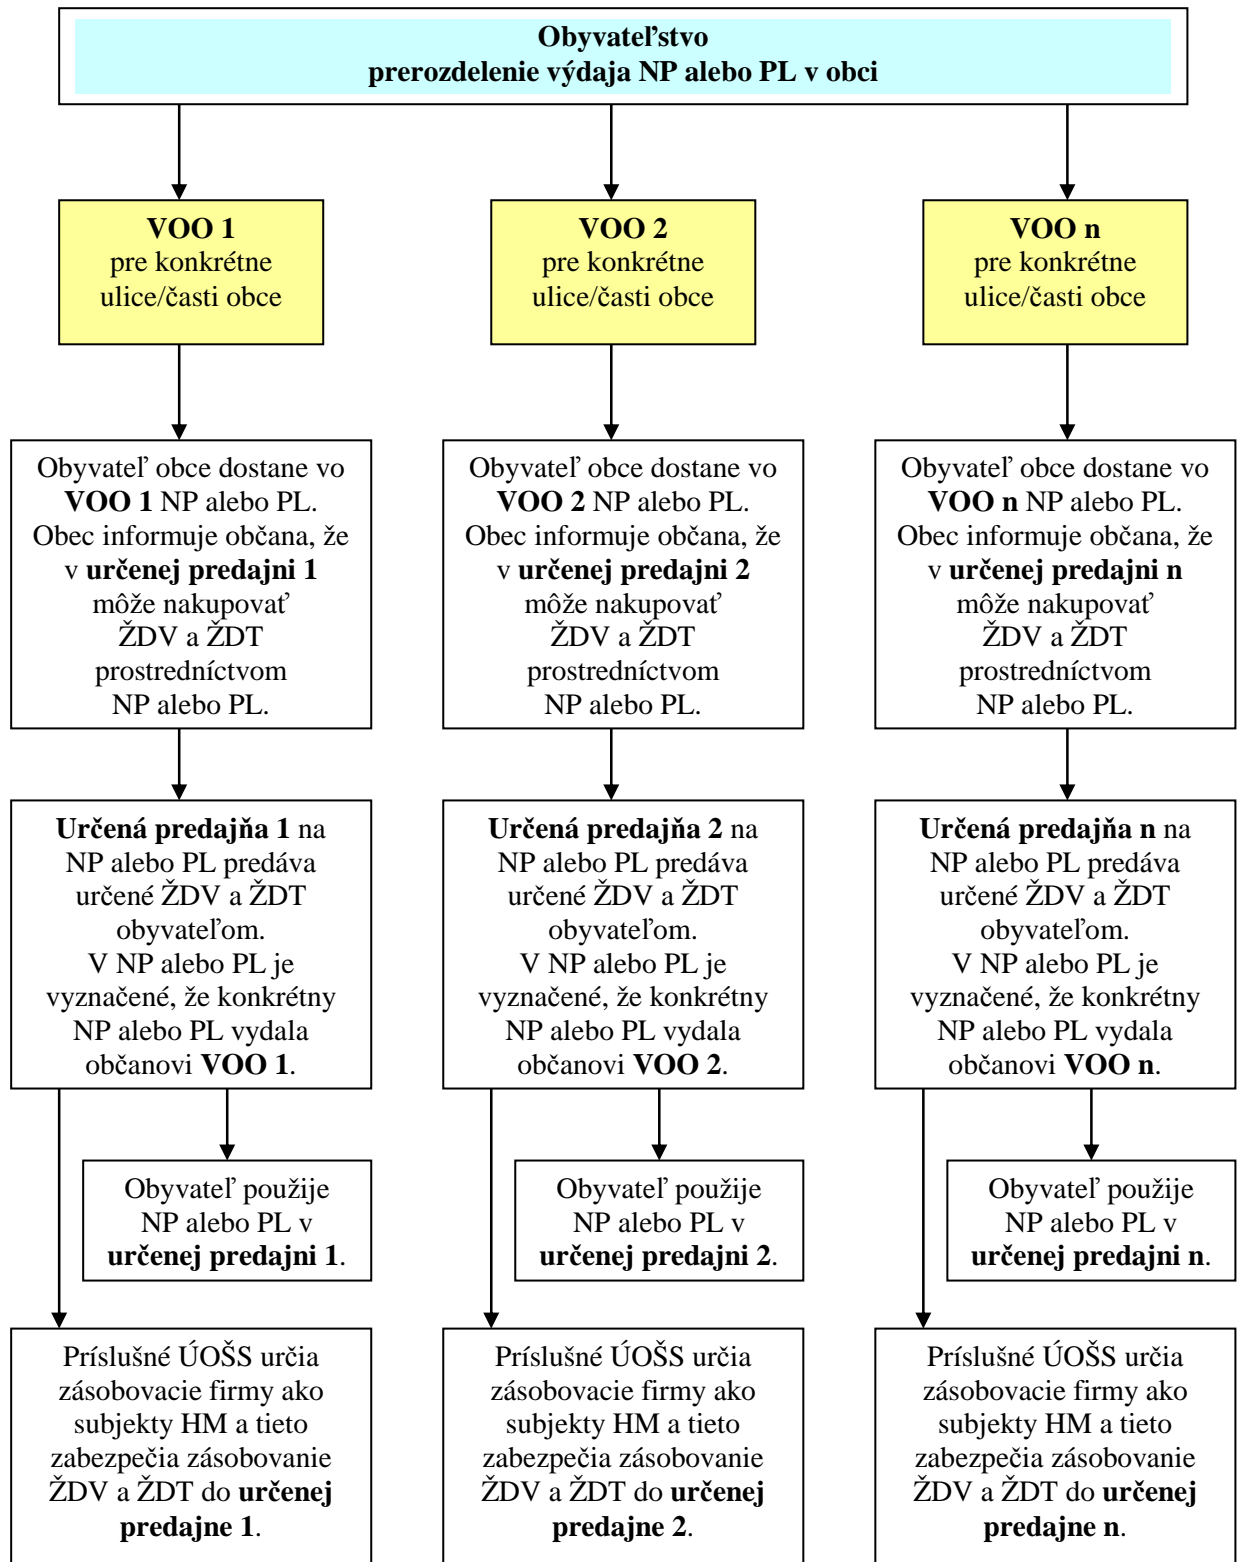 Obyvateľstvo
prerozdelenie výdaja NP alebo PL v obci
VOO 1
pre konkrétne
ulice/časti obce
VOO 2
pre konkrétne
ulice/časti obce
VOO n
pre konkrétne
ulice/časti obce
Obyvateľ obce dostane vo
VOO 1 NP alebo PL.
Obec informuje občana, že
v určenej predajni 1
môže nakupovať
ŽDV a ŽDT
prostredníctvom
NP alebo PL.
Obyvateľ obce dostane vo
VOO 2 NP alebo PL.
Obec informuje občana, že
v určenej predajni 2
môže nakupovať
ŽDV a ŽDT
prostredníctvom
NP alebo PL.
Obyvateľ obce dostane vo
VOO n NP alebo PL.
Obec informuje občana, že
v určenej predajni n
môže nakupovať
ŽDV a ŽDT
prostredníctvom
NP alebo PL.
Určená predajňa 1 na
NP alebo PL predáva
určené ŽDV a ŽDT
obyvateľom.
V NP alebo PL je
vyznačené, že konkrétny
NP alebo PL vydala
občanovi VOO 1.
Určená predajňa 2 na
NP alebo PL predáva
určené ŽDV a ŽDT
obyvateľom.
V NP alebo PL je
vyznačené, že konkrétny
NP alebo PL vydala
občanovi VOO 2.
Určená predajňa n na
NP alebo PL predáva
určené ŽDV a ŽDT
obyvateľom.
V NP alebo PL je
vyznačené, že konkrétny
NP alebo PL vydala
občanovi VOO n.
Obyvateľ použije
NP alebo PL v
určenej predajni 1.
Obyvateľ použije
NP alebo PL v
určenej predajni 2.
Obyvateľ použije
NP alebo PL v
určenej predajni n.
Príslušné ÚOŠS určia
zásobovacie firmy ako
subjekty HM a tieto
zabezpečia zásobovanie
ŽDV a ŽDT do určenej
predajne 1.
Príslušné ÚOŠS určia
zásobovacie firmy ako
subjekty HM a tieto
zabezpečia zásobovanie
ŽDV a ŽDT do určenej
predajne 2.
Príslušné ÚOŠS určia
zásobovacie firmy ako
subjekty HM a tieto
zabezpečia zásobovanie
ŽDV a ŽDT do určenej
predajne n.